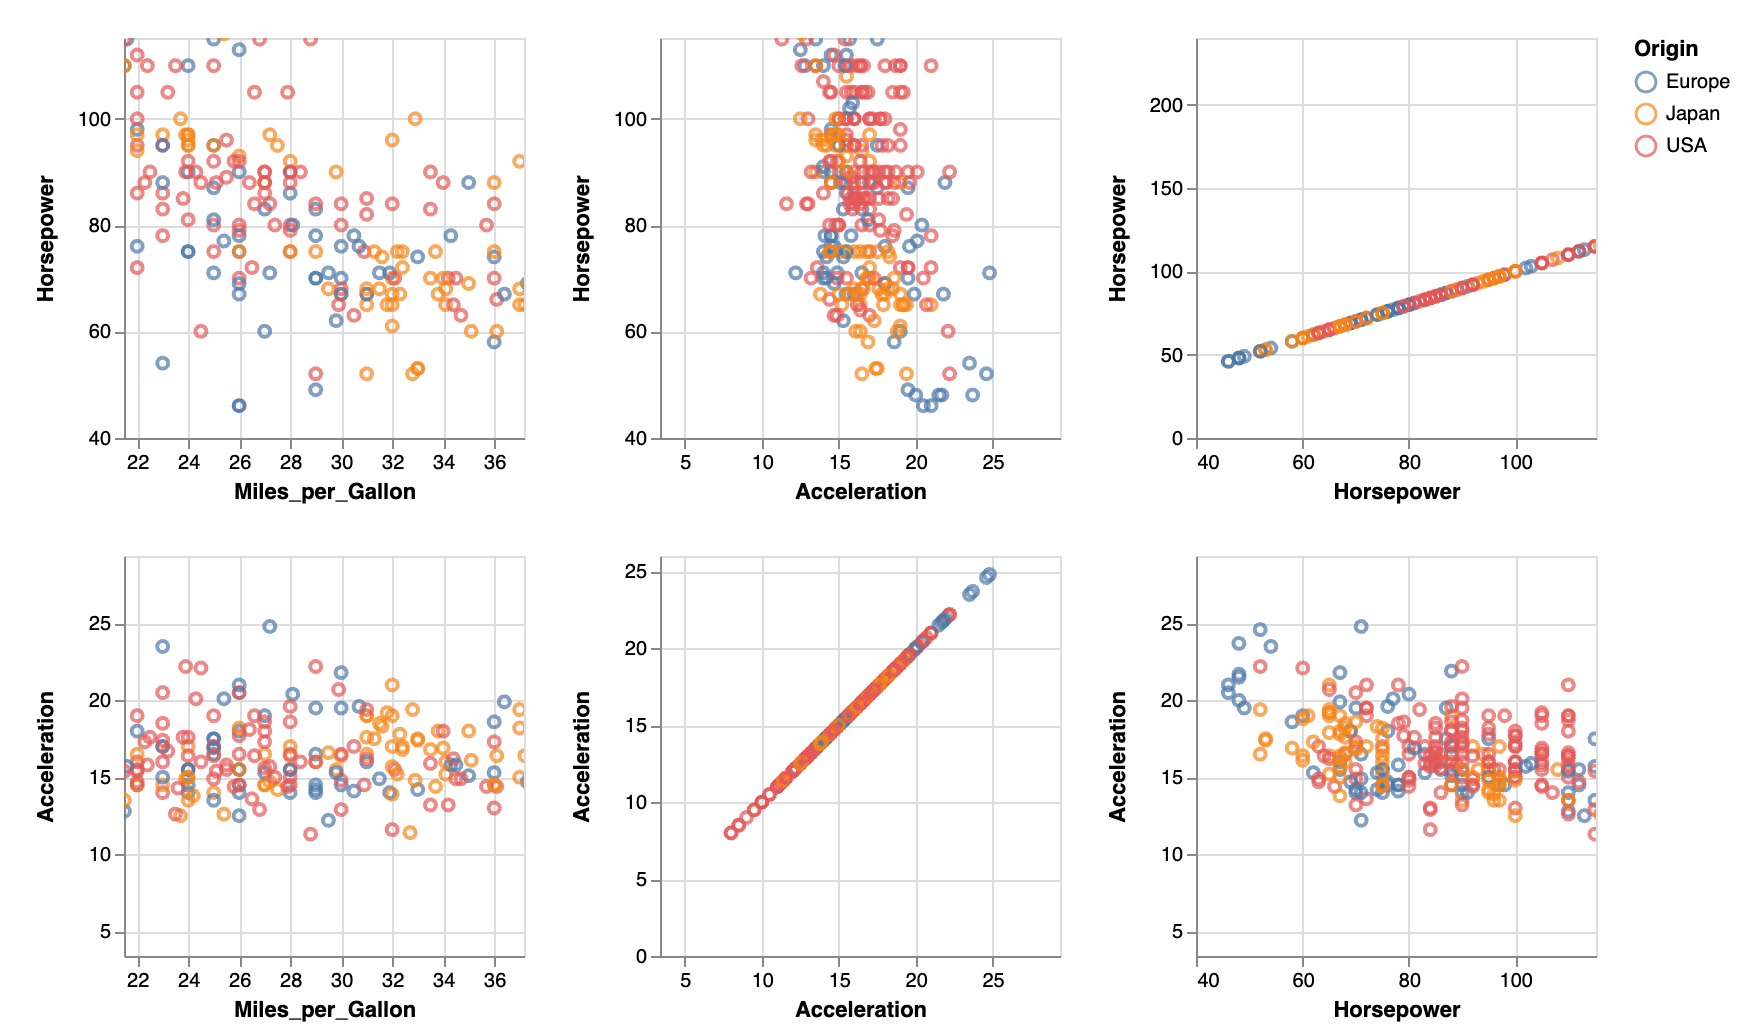 Origin
Europe
Japan
USA
Horsepower
100
80
60
40
22 24 26 28 30 32 34 36
Miles_per_Gallon
Horsepower
100
80
60
40
5 10 15 20 25
Acceleration
Horsepower
200
150
100
50
0
40 60 80 100
Horsepower
Acceleration
25
20
15
10
5
22 24 26 28 30 32 34 36
Miles_per_Gallon
Acceleration
25
20
15
10
5
0
5 10 15 20 25
Acceleration
Acceleration
25
20
15
10
5
40 60 80 100
Horsepower